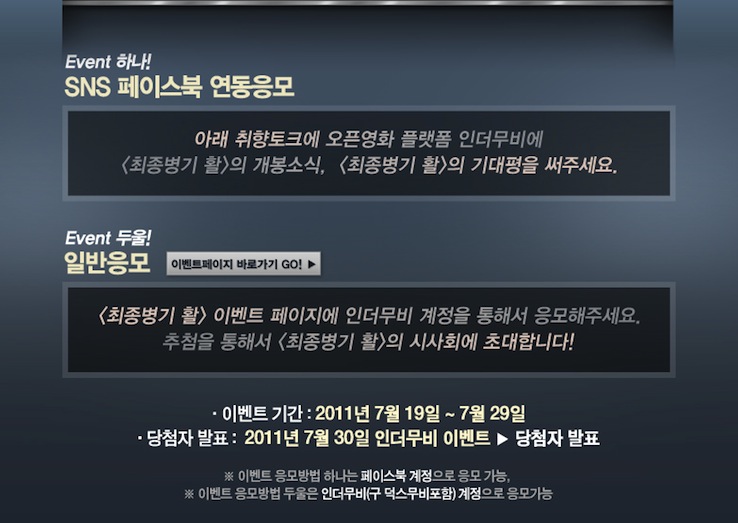 Event 하나!
SNS 페이스북 연동응모
아래 취향토크에 오픈영화 플랫폼 인더무비에
<최종병기 활>의 개봉소식, <최종병기 활>의 기대평을 써주세요.
Event 두울!
일반응모 이벤트페이지 바로가기 GO! ▶
<최종병기 활> 이벤트 페이지에 인더무비 계정을 통해서 응모해주세요.
추첨을 통해서 <최종병기 활>의 시사회에 초대합니다!
· 이벤트 기간 : 2011년 7월 19일 ~ 7월 29일
· 당첨자 발표 : 2011년 7월 30일 인더무비 이벤트 ▶ 당첨자 발표
※ 이벤트 응모방법 하나는 페이스북 계정으로 응모 가능,
※ 이벤트 응모방법 두울은 인더무비(구 덕스무비포함) 계정으로 응모가능